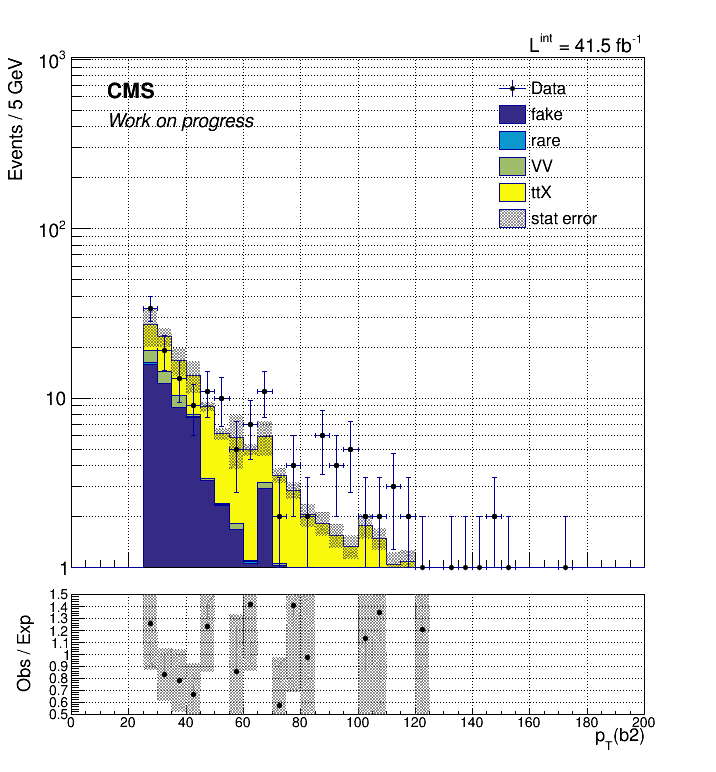 L^int = 41.5 fb^-1
Events / 5 GeV
10^3
10^2
10
1
CMS
Work on progress
Data
fake
rare
VV
ttX
stat error
Obs / Exp
1.5
1.4
1.3
1.2
1.1
1
0.9
0.8
0.7
0.6
0.5
0 20 40 60 80 100 120 140 160 180 200
p_T(b2)